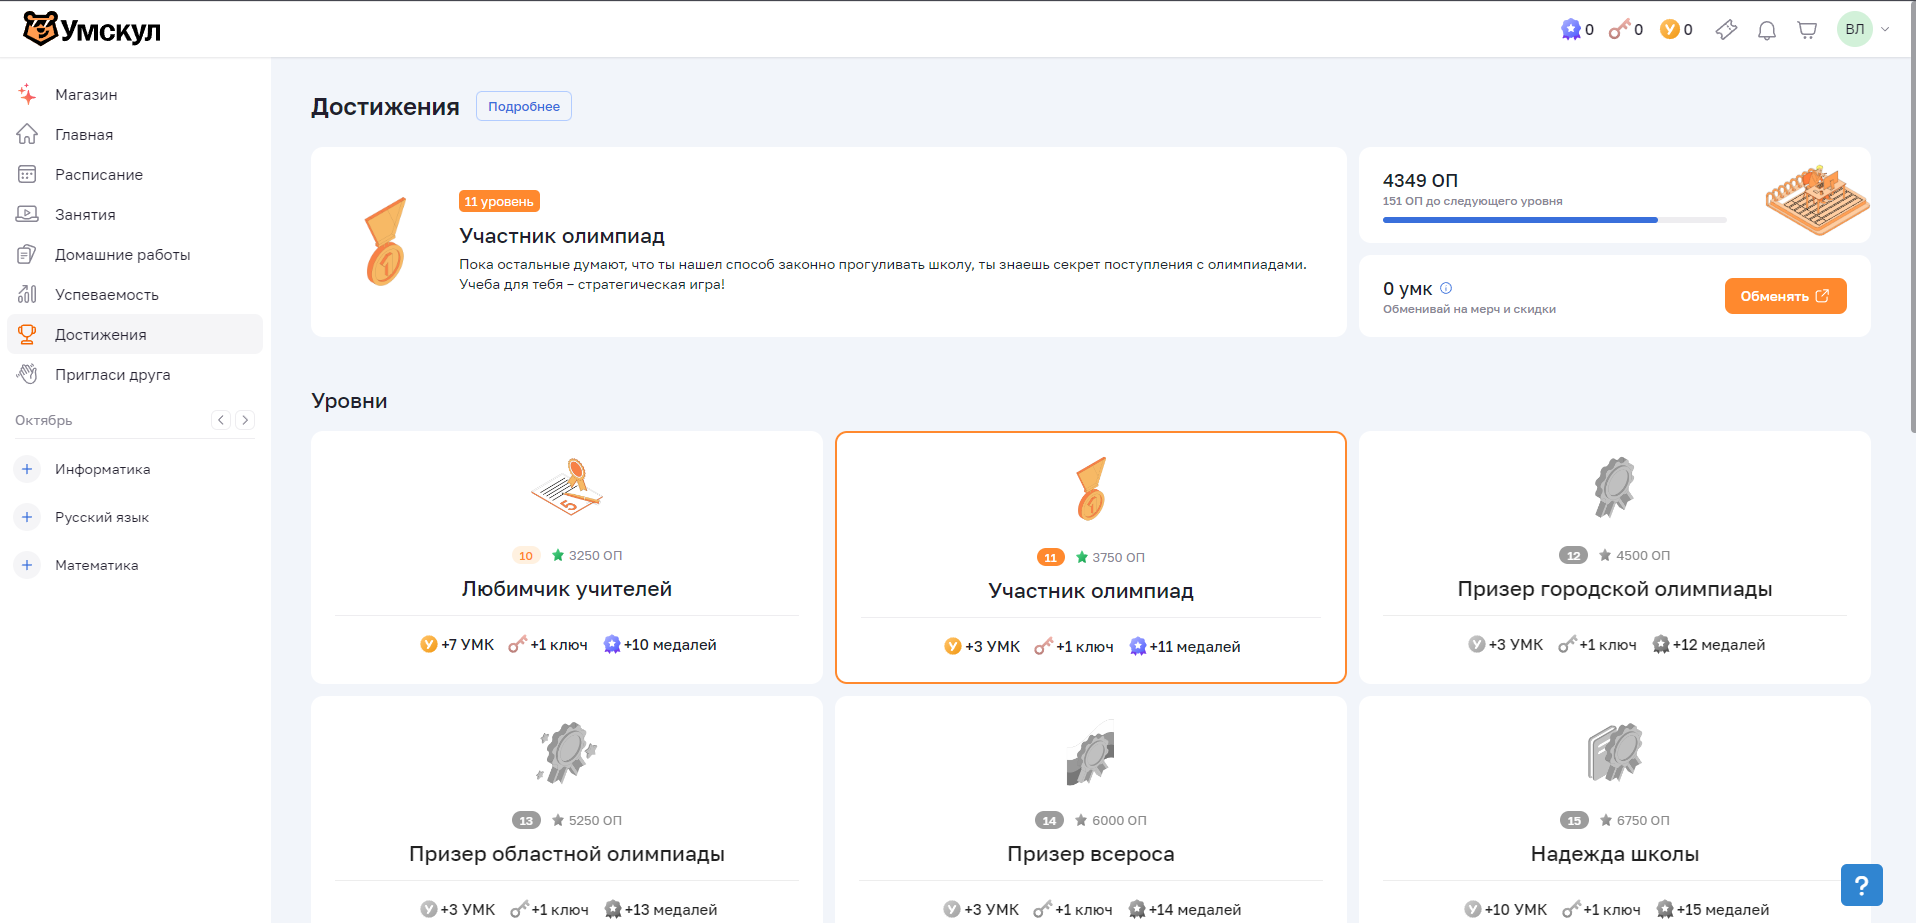 Умскул
0 0 0 ВЛ
Магазин
Главная
Расписание
Занятия
Домашние работы
Успеваемость
Достижения
Пригласи друга
Октябрь
Информатика
Русский язык
Математика
Достижения Подробнее
11 уровень
Участник олимпиад
Пока остальные думают, что ты нашел способ законно прогуливать школу, ты знаешь секрет поступления с олимпиадами.
Учеба для тебя – стратегическая игра!
4349 ОП
151 ОП до следующего уровня
0 умк
Обменивай на мерч и скидки
Обменять
Уровни
10 3250 ОП
Любимчик учителей
+7 УМК +1 ключ +10 медалей
11 3750 ОП
Участник олимпиад
+3 УМК +1 ключ +11 медалей
12 4500 ОП
Призер городской олимпиады
+3 УМК +1 ключ +12 медалей
13 5250 ОП
Призер областной олимпиады
+3 УМК +1 ключ +13 медалей
14 6000 ОП
Призер всероса
+3 УМК +1 ключ +14 медалей
15 6750 ОП
Надежда школы
+10 УМК +1 ключ +15 медалей
?